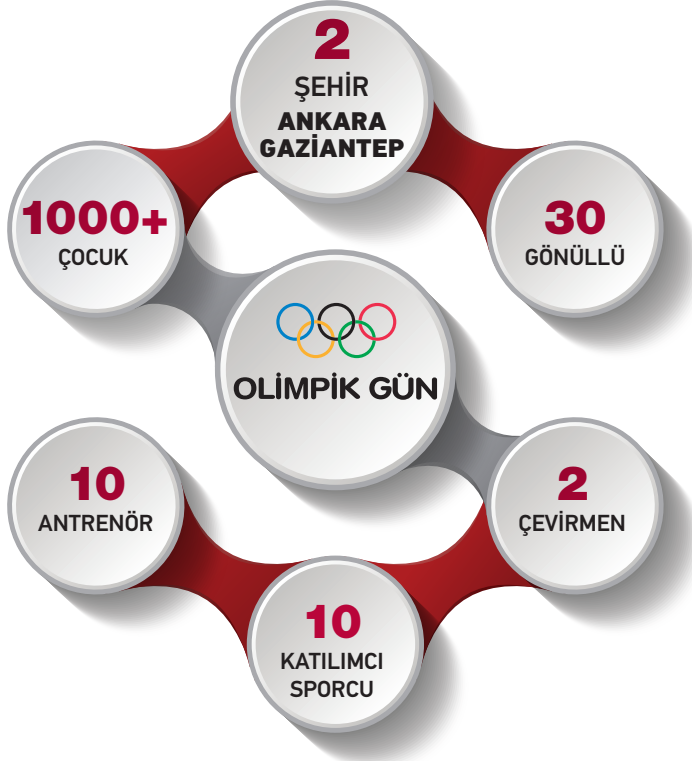 2
ŞEHİR
ANKARA
GAZİANTEP
1000+
ÇOCUK
30
GÖNÜLLÜ
OLİMPİK GÜN
10
ANTRENÖR
2
ÇEVİRMEN
10
KATILIMCI
SPORCU